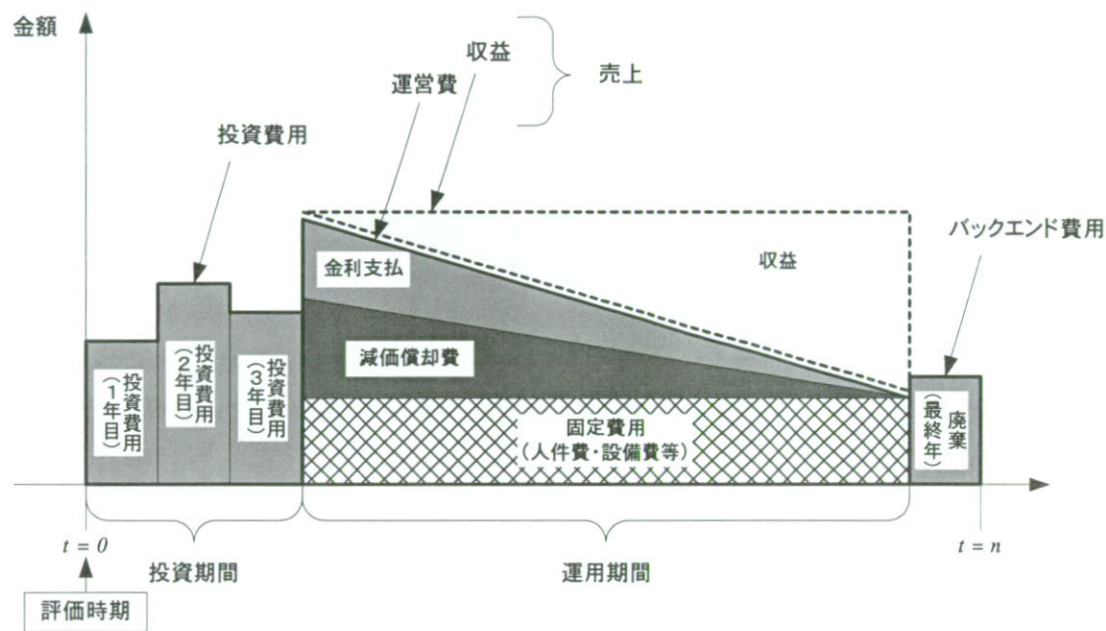 金額
収益
運営費
売上
投資費用
バックエンド費用
金利支払
収益
減価償却費
投資費用
(1年目)
投資費用
(2年目)
投資費用
(3年目)
固定費用
(人件費・設備費等)
廃棄
(最終年)
t = 0
t = n
投資期間
運用期間
評価時期